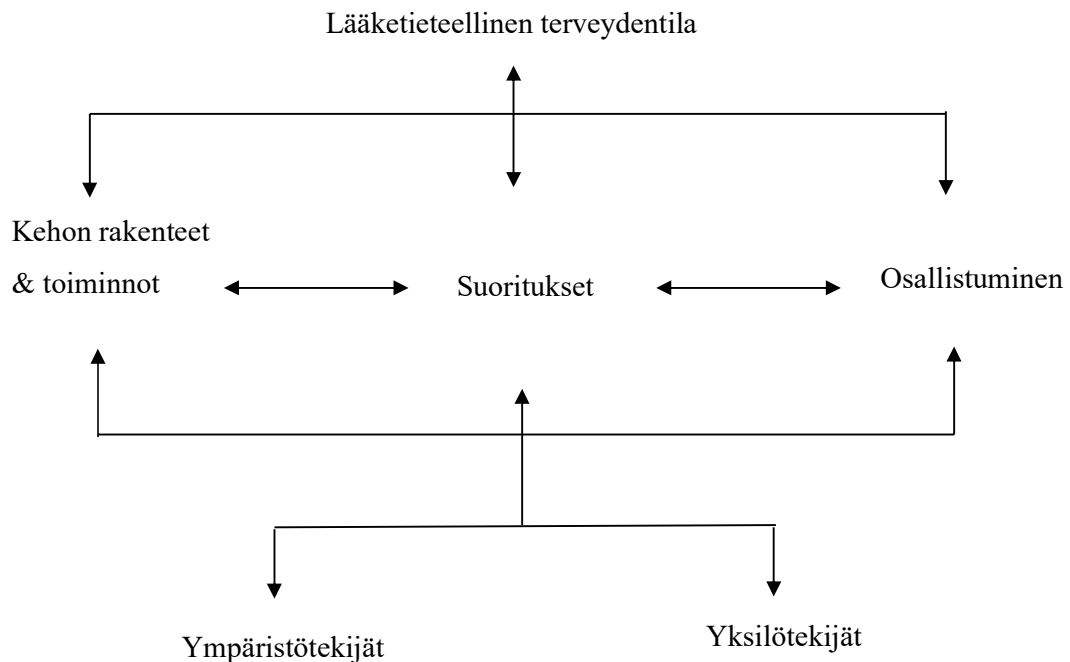 Lääketieteellinen terveydentila
Kehon rakenteet
& toiminnot
Suoritukset
Osallistuminen
Ympäristötekijät
Yksilötekijät